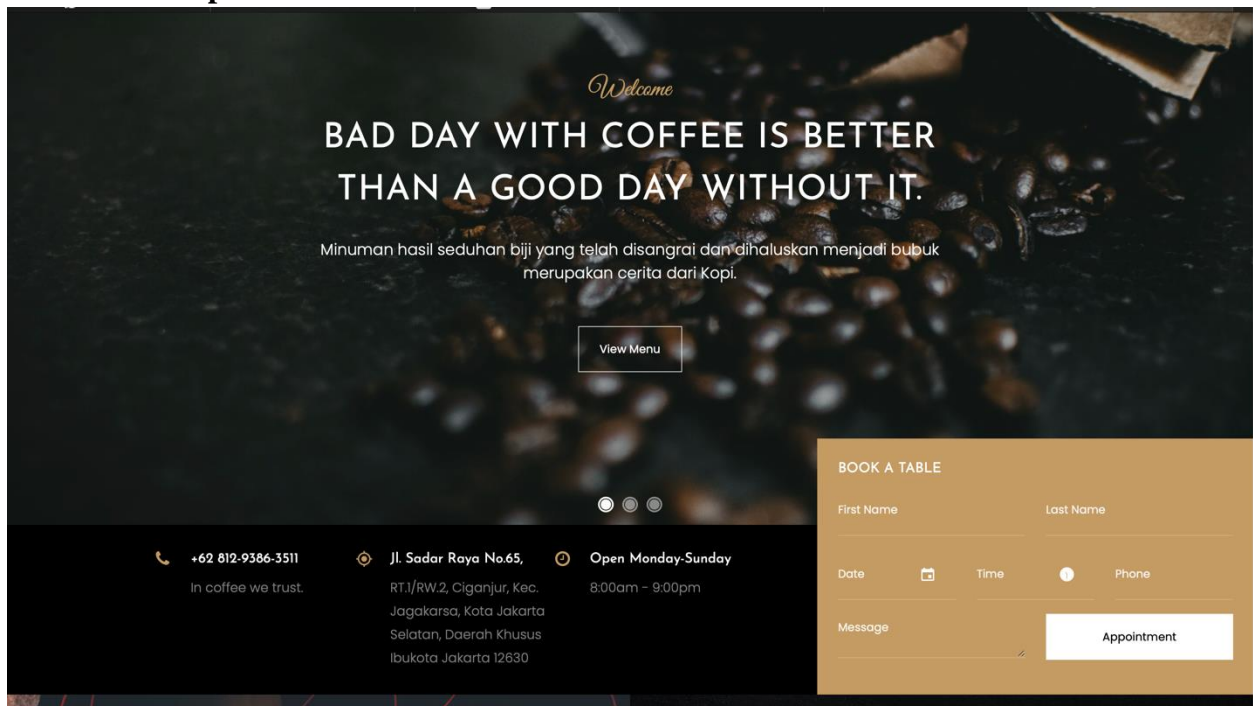 Welcome
BAD DAY WITH COFFEE IS BETTER
THAN A GOOD DAY WITHOUT IT.
Minuman hasil seduhan biji yang telah disangrai dan dihaluskan menjadi bubuk
merupakan cerita dari Kopi.
View Menu
+62 812-9386-3511
In coffee we trust.
Jl. Sadar Raya No.65,
RT.1/RW.2, Ciganjur, Kec.
Jagakarsa, Kota Jakarta
Selatan, Daerah Khusus
Ibukota Jakarta 12630
Open Monday-Sunday
8:00am - 9:00pm
BOOK A TABLE
First Name
Last Name
Date
Time
Phone
Message
Appointment